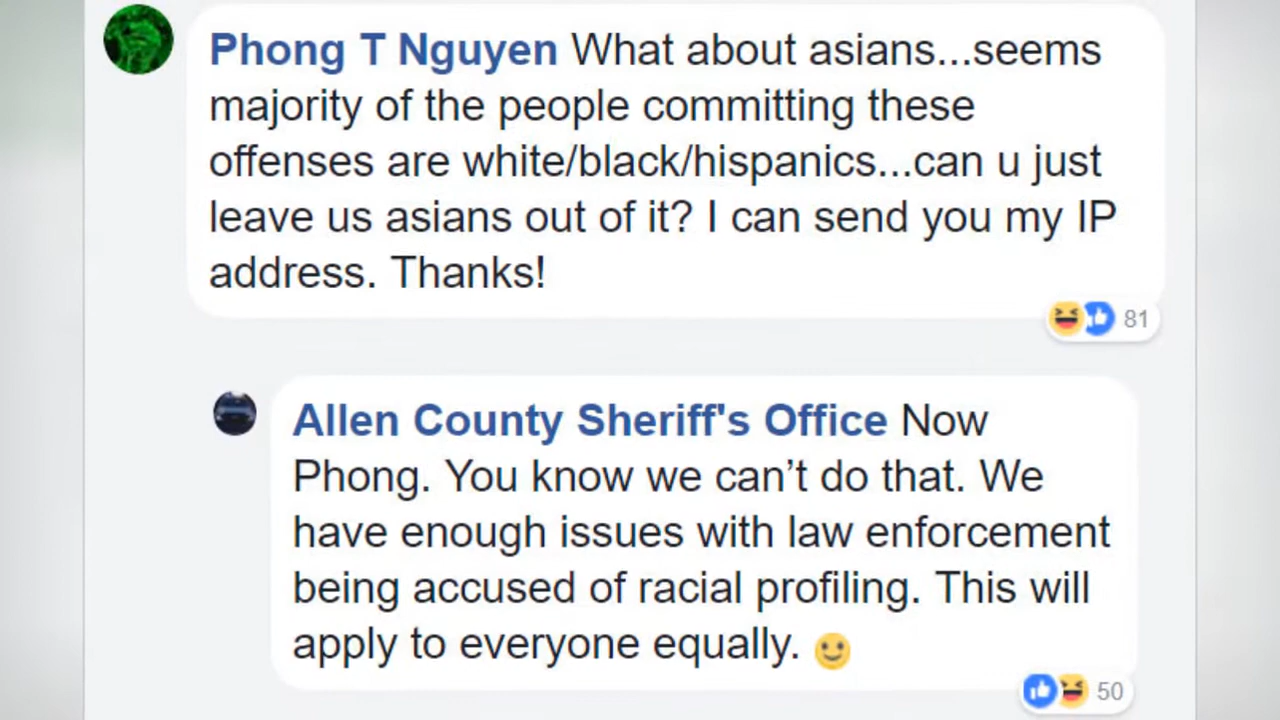 Phong T Nguyen What about asians...seems
majority of the people committing these
offenses are white/black/hispanics...can u just
leave us asians out of it? I can send you my IP
address. Thanks!
81
Allen County Sheriff's Office Now
Phong. You know we can’t do that. We
have enough issues with law enforcement
being accused of racial profiling. This will
apply to everyone equally. 🙂
50